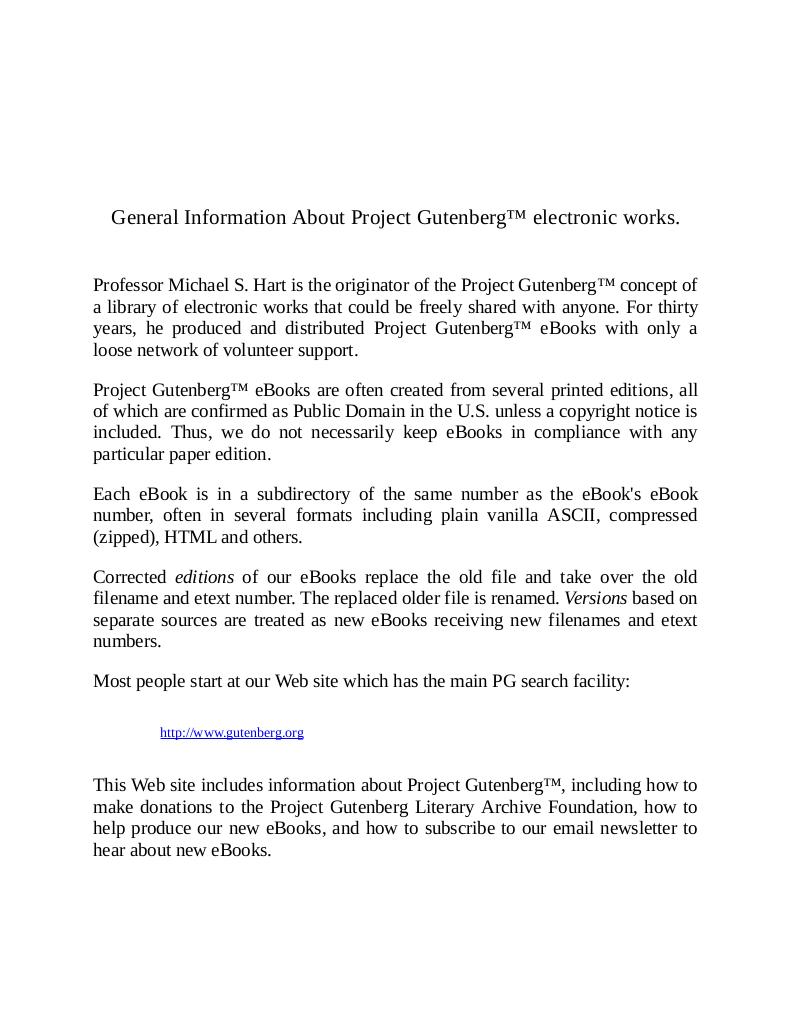 General Information About Project Gutenberg™ electronic works.
Professor Michael S. Hart is the originator of the Project Gutenberg™ concept of
a library of electronic works that could be freely shared with anyone. For thirty
years, he produced and distributed Project Gutenberg™ eBooks with only a
loose network of volunteer support.
Project Gutenberg™ eBooks are often created from several printed editions, all
of which are confirmed as Public Domain in the U.S. unless a copyright notice is
included. Thus, we do not necessarily keep eBooks in compliance with any
particular paper edition.
Each eBook is in a subdirectory of the same number as the eBook's eBook
number, often in several formats including plain vanilla ASCII, compressed
(zipped), HTML and others.
Corrected editions of our eBooks replace the old file and take over the old
filename and etext number. The replaced older file is renamed. Versions based on
separate sources are treated as new eBooks receiving new filenames and etext
numbers.
Most people start at our Web site which has the main PG search facility:
http://www.gutenberg.org
This Web site includes information about Project Gutenberg™, including how to
make donations to the Project Gutenberg Literary Archive Foundation, how to
help produce our new eBooks, and how to subscribe to our email newsletter to
hear about new eBooks.